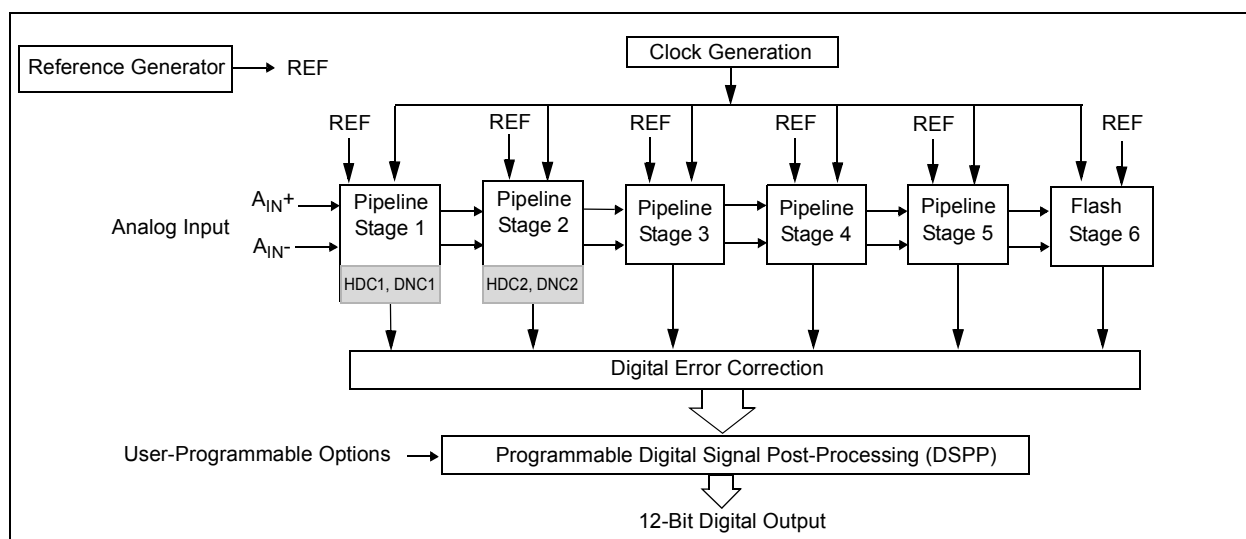 Reference Generator
REF
Clock Generation
REF
REF
REF
REF
REF
REF
Analog Input
A_IN+
A_IN-
Pipeline
Stage 1
HDC1, DNC1
Pipeline
Stage 2
HDC2, DNC2
Pipeline
Stage 3
Pipeline
Stage 4
Pipeline
Stage 5
Flash
Stage 6
Digital Error Correction
User-Programmable Options
Programmable Digital Signal Post-Processing (DSPP)
12-Bit Digital Output